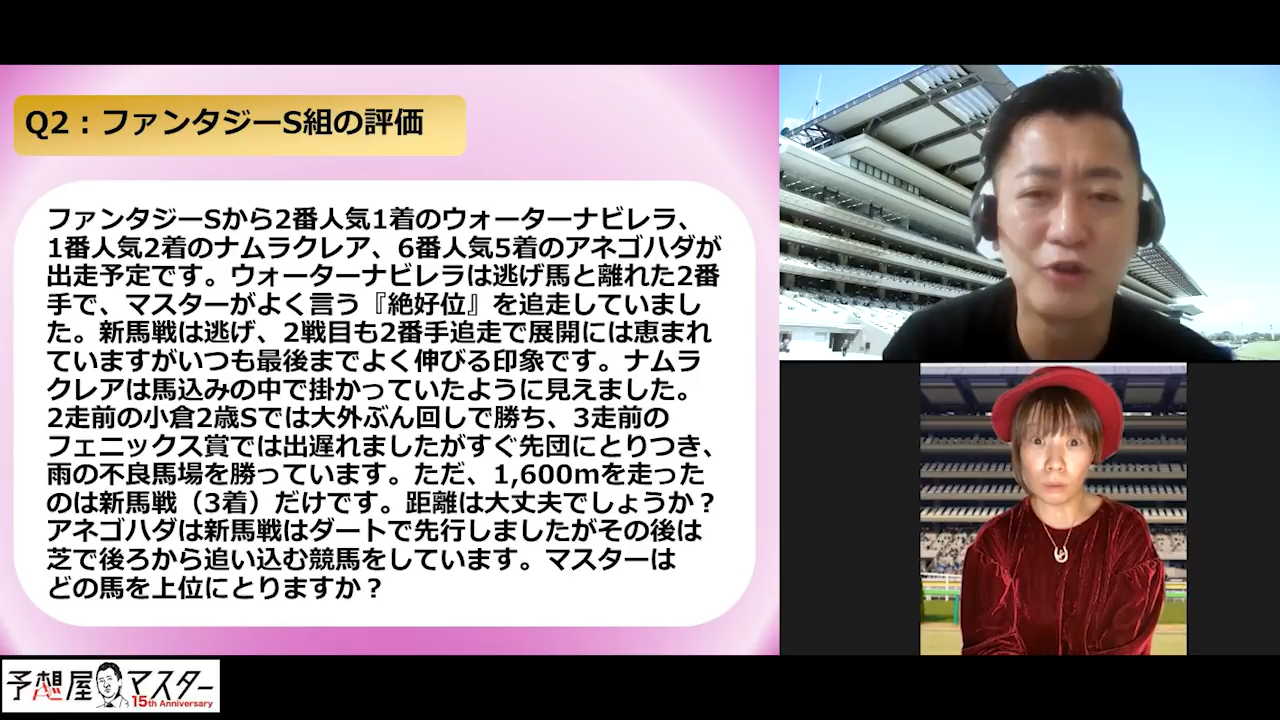 Q2：ファンタジーS組の評価
ファンタジーSから2番人気1着のウォーターナビレラ、
1番人気2着のナムラクレア、6番人気5着のアネゴハダが
出走予定です。ウォーターナビレラは逃げ馬と離れた2番
手で、マスターがよく言う『絶好位』を追走していまし
た。新馬戦は逃げ、2戦目も2番手追走で展開には恵まれ
ていますがいつも最後までよく伸びる印象です。ナムラ
クレアは馬込みの中で掛かっていたように見えました。
2走前の小倉2歳Sでは大外ぶん回しで勝ち、3走前の
フェニックス賞では出遅れましたがすぐ先団にとりつき、
雨の不良馬場を勝っています。ただ、1,600mを走った
のは新馬戦（3着）だけです。距離は大丈夫でしょうか？
アネゴハダは新馬戦はダートで先行しましたがその後は
芝で後ろから追い込む競馬をしています。マスターは
どの馬を上位にとりますか？
予想屋マスター
15th Anniversary